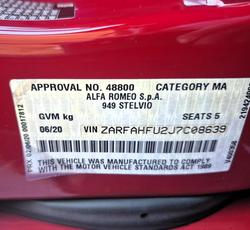 APPROVAL NO. 48800 CATEGORY MA
ALFA ROMEO S.p.A.
949 STELVIO
GVM kg SEATS 5
06/20 VIN ZARFAHFU2J7C08639
THIS VEHICLE WAS MANUFACTURED TO COMPLY
WITH THE MOTOR VEHICLE STANDARDS ACT 1989